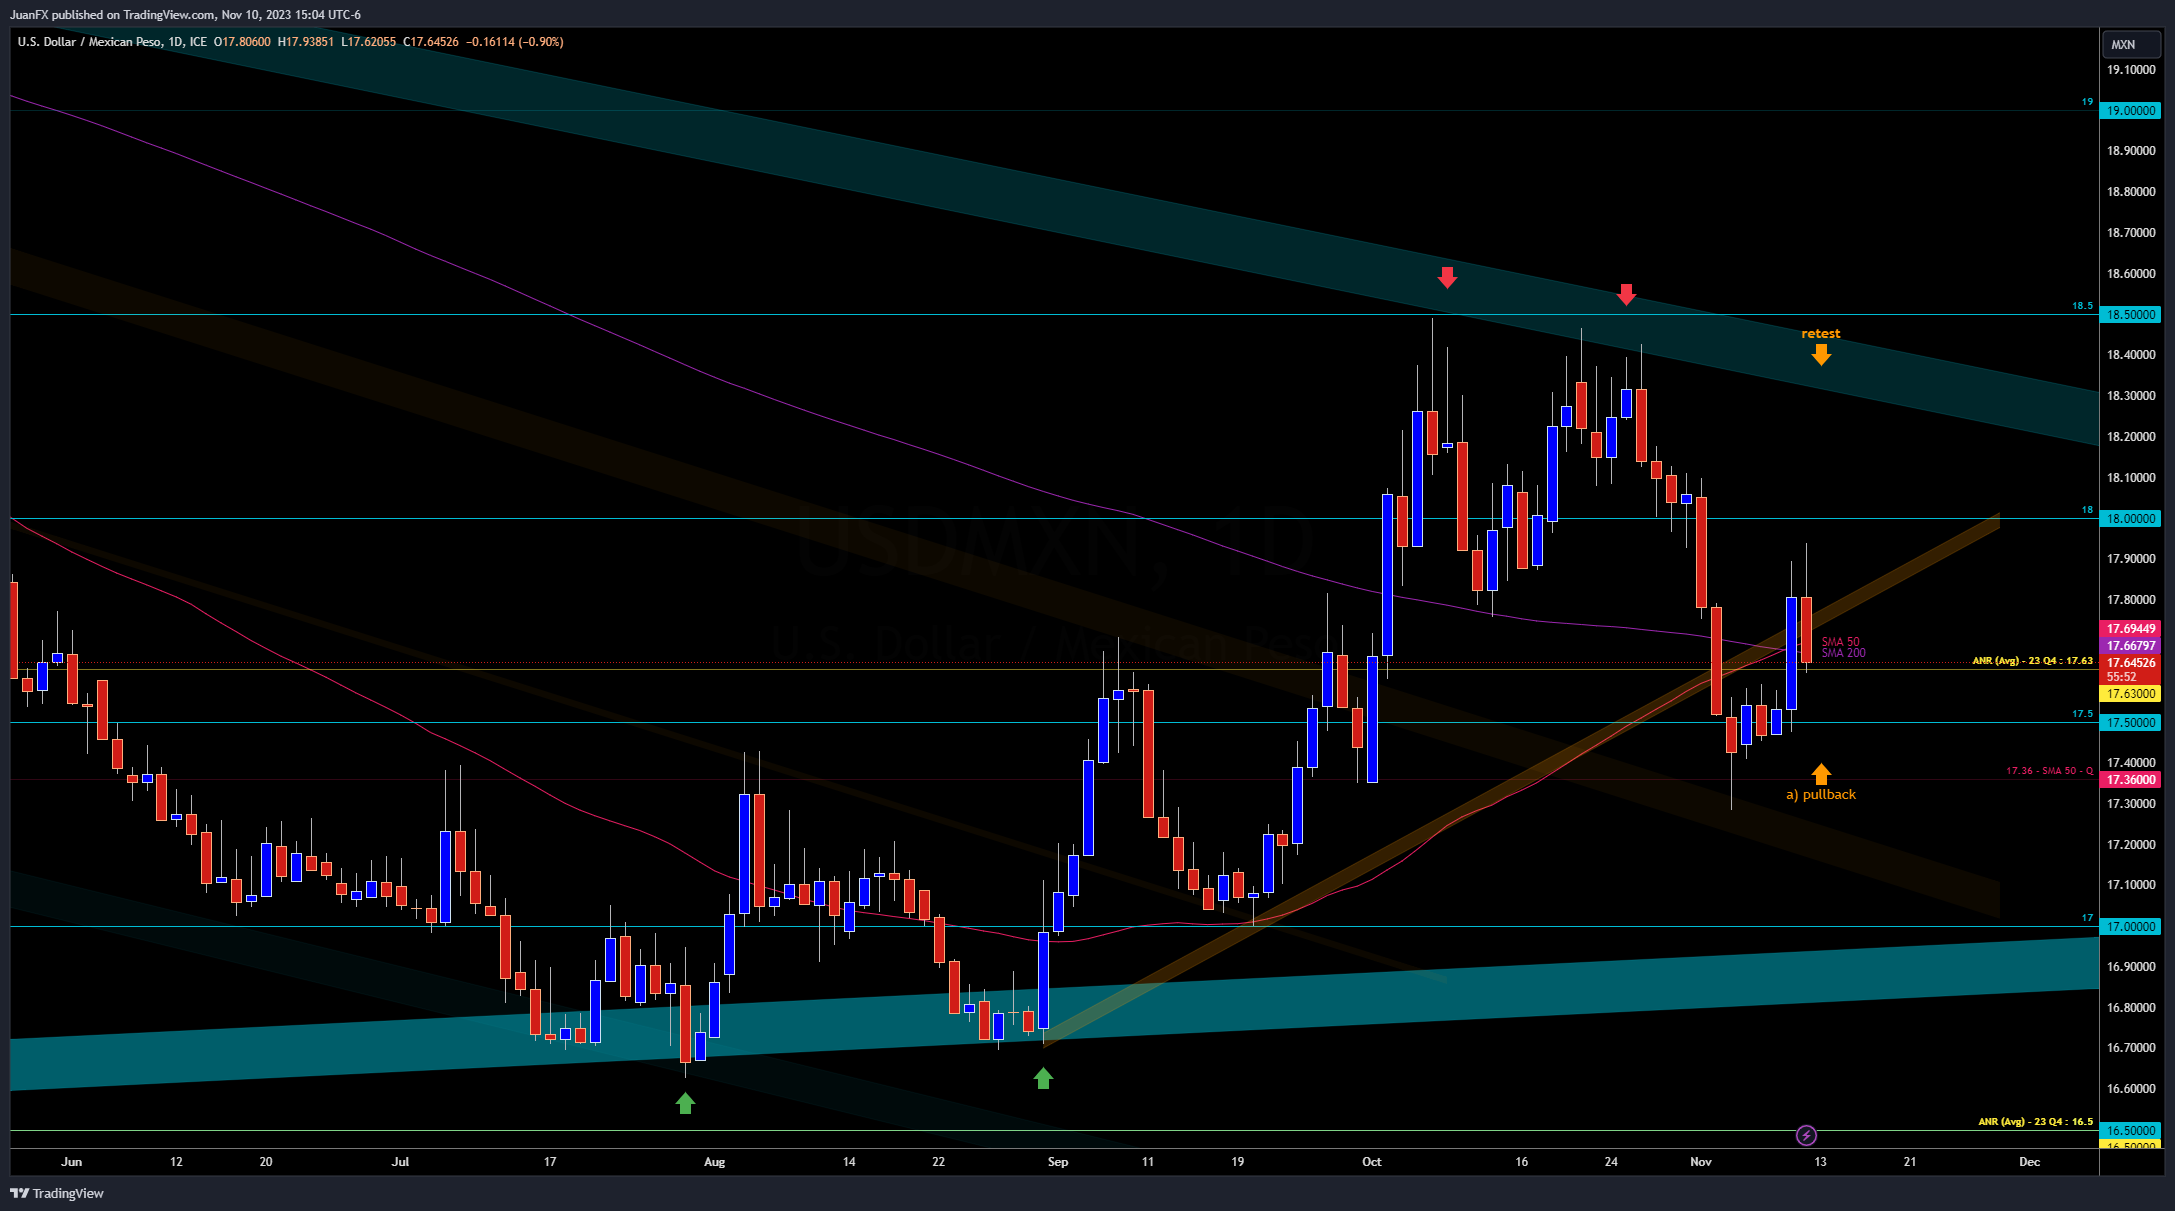 JuanFX published on TradingView.com, Nov 10, 2023 15:04 UTC-6
U.S. Dollar / Mexican Peso, 1D, ICE O17.80600 H17.93851 L17.62055 C17.64526 −0.16114 (−0.90%)
MXN
19.10000
19
19.00000
18.90000
18.80000
18.70000
18.60000
18.5
18.50000
retest
18.40000
18.30000
18.20000
18.10000
18
18.00000
USDMXN, 1D
U.S. Dollar / Mexican Peso
17.90000
17.80000
17.69449
SMA 50
17.66797
SMA 200
ANR (Avg) - 23 Q4 : 17.63
17.64526
55:52
17.63000
17.5
17.50000
17.40000
17.36 - SMA 50 - Q
17.36000
a) pullback
17.30000
17.20000
17.10000
17
17.00000
16.90000
16.80000
16.70000
16.60000
ANR (Avg) - 23 Q4 : 16.5
16.50000
16.50000
Jun 12 20 Jul 17 Aug 14 22 Sep 11 19 Oct 16 24 Nov 13 21 Dec
TradingView